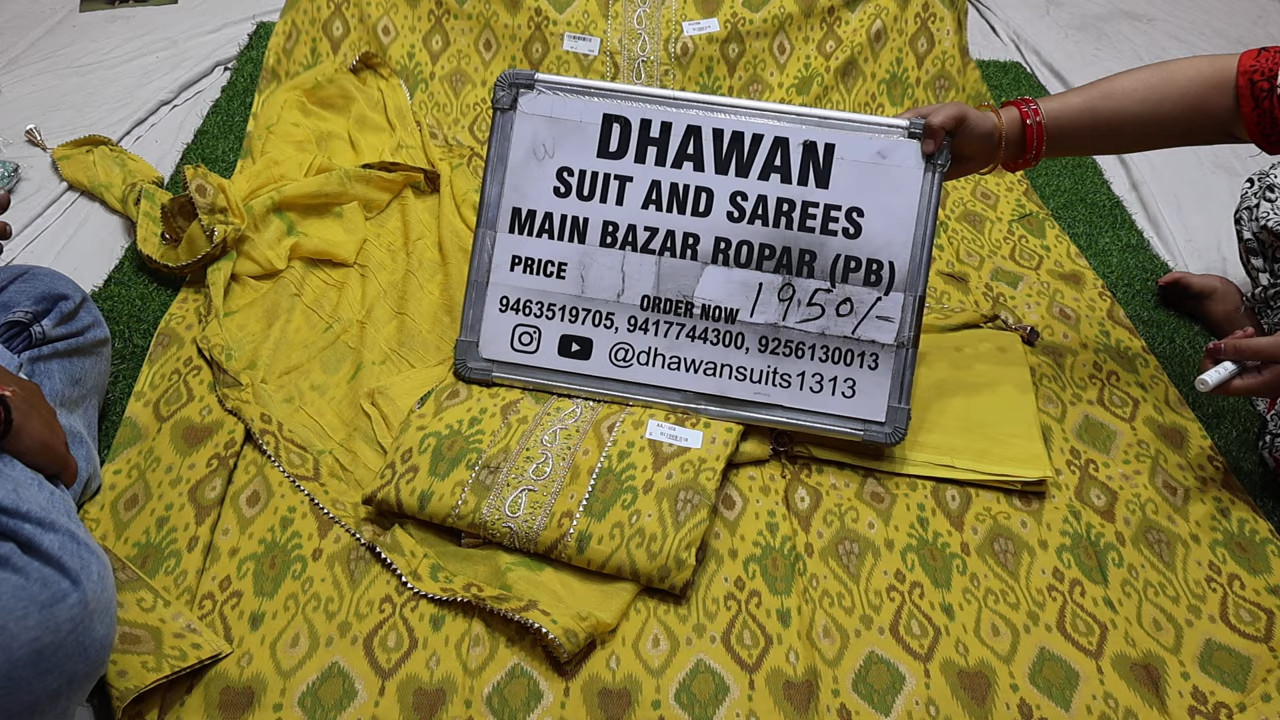 DHAWAN
SUIT AND SAREES
MAIN BAZAR ROPAR (PB)
PRICE
ORDER NOW 1950/-
9463519705, 9417744300, 9256130013
@dhawansuits1313